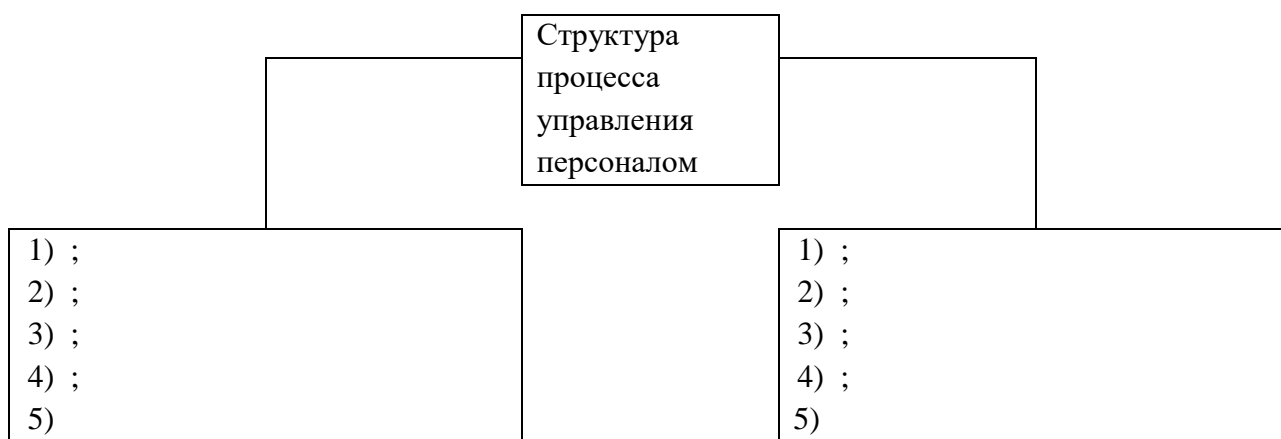 Структура
процесса
управления
персоналом
1) ;
2) ;
3) ;
4) ;
5)
1) ;
2) ;
3) ;
4) ;
5)